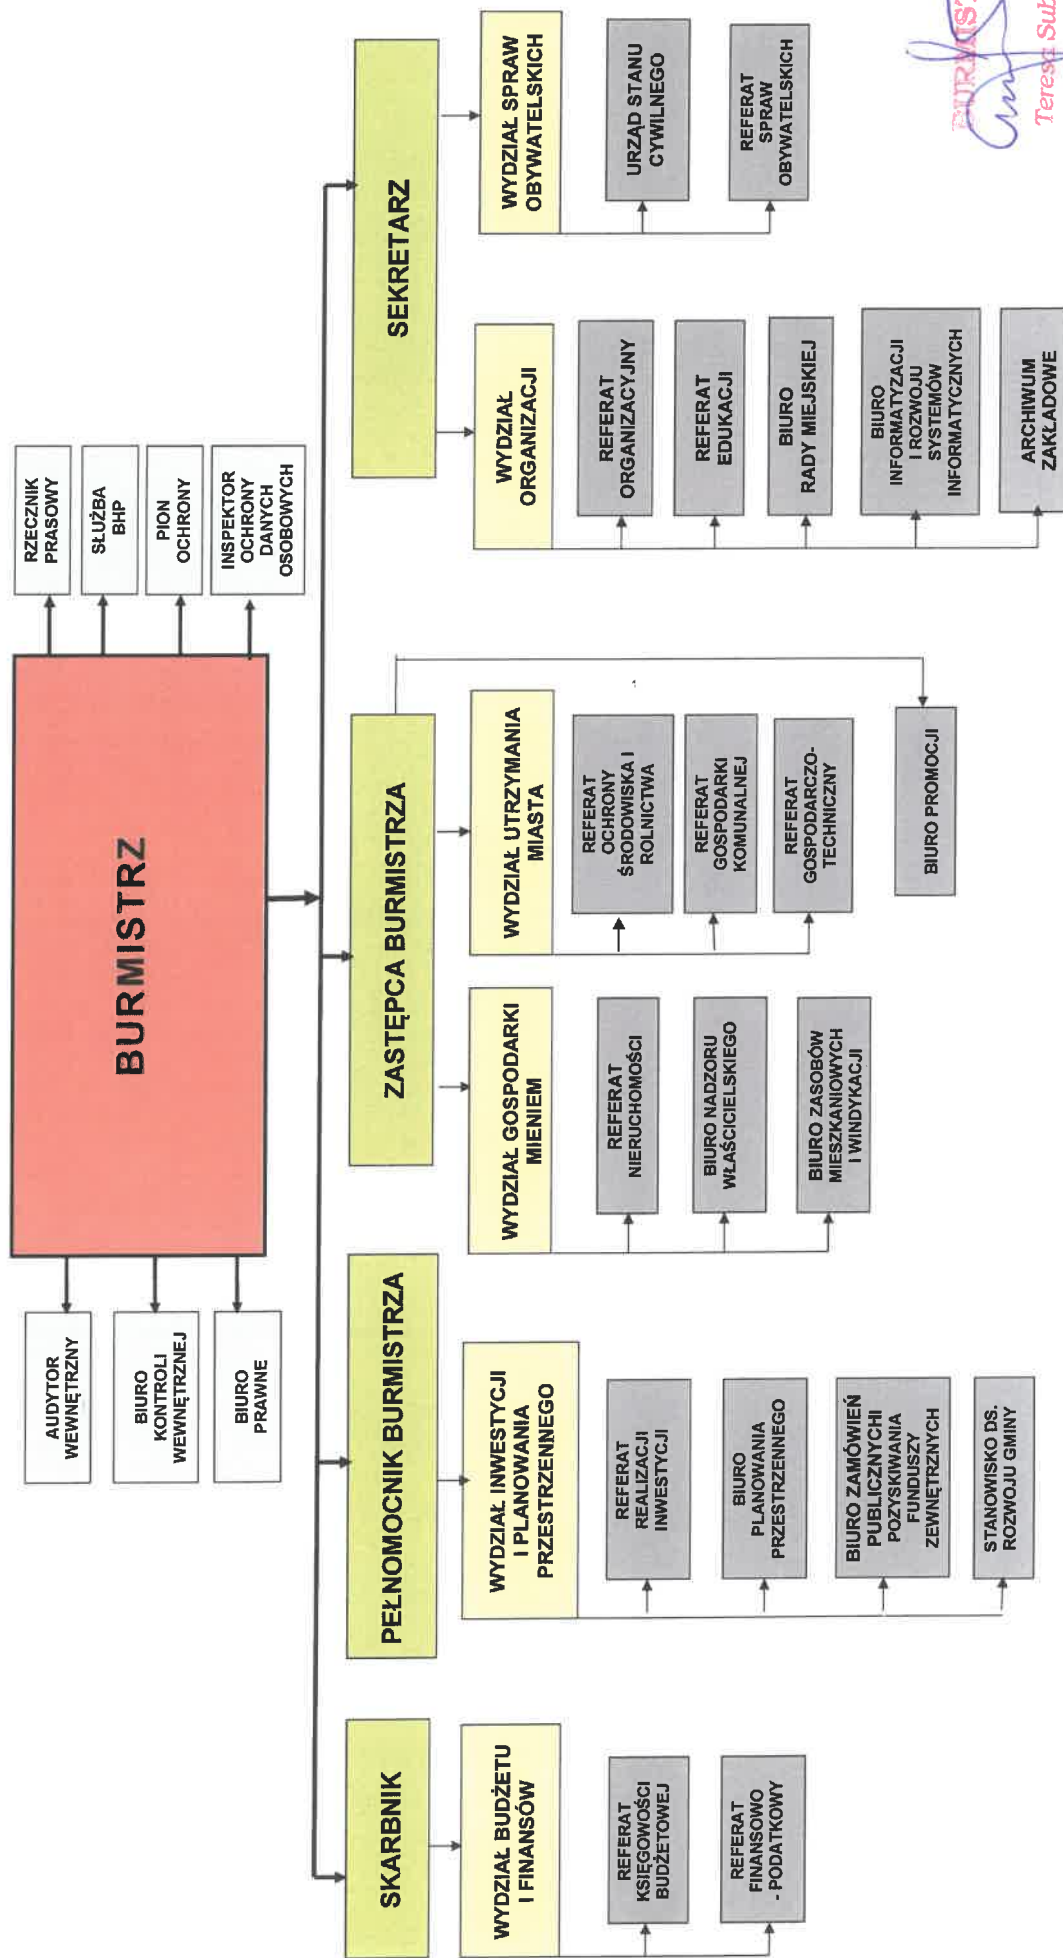 BURMISTRZ
AUDYTOR
WEWNĘTRZNY
BIURO
KONTROLI
WEWNĘTRZNEJ
BIURO
PRAWNE
RZECZNIK
PRASOWY
SŁUŻBA
BHP
PION
OCHRONY
INSPEKTOR
OCHRONY
DANYCH
OSOBOWYCH
SKARBNIK
WYDZIAŁ BUDŻETU
I FINANSÓW
REFERAT
KSIĘGOWOŚCI
BUDŻETOWEJ
REFERAT
FINANSOWO
- PODATKOWY
PEŁNOMOCNIK BURMISTRZA
WYDZIAŁ INWESTYCJI
I PLANOWANIA
PRZESTRZENNEGO
REFERAT
REALIZACJI
INWESTYCJI
BIURO
PLANOWANIA
PRZESTRZENNEGO
BIURO ZAMÓWIEŃ
PUBLICZNYCH I
POZYSKIWANIA
FUNDUSZY
ZEWNĘTRZNYCH
STANOWISKO DS.
ROZWOJU GMINY
ZASTĘPCA BURMISTRZA
WYDZIAŁ GOSPODARKI
MIENIEM
REFERAT
NIERUCHOMOŚCI
BIURO NADZORU
WŁAŚCICIELSKIEGO
BIURO ZASOBÓW
MIESZKANIOWYCH
I WINDYKACJI
WYDZIAŁ UTRZYMANIA
MIASTA
REFERAT
OCHRONY
ŚRODOWISKA I
ROLNICTWA
REFERAT
GOSPODARKI
KOMUNALNEJ
REFERAT
GOSPODARCZO-
TECHNICZNY
BIURO PROMOCJI
SEKRETARZ
WYDZIAŁ
ORGANIZACJI
REFERAT
ORGANIZACYJNY
REFERAT
EDUKACJI
BIURO
RADY MIEJSKIEJ
BIURO
INFORMATYZACJI
I ROZWOJU
SYSTEMÓW
INFORMATYCZNYCH
ARCHIWUM
ZAKŁADOWE
WYDZIAŁ SPRAW
OBYWATELSKICH
URZĄD STANU
CYWILNEGO
REFERAT
SPRAW
OBYWATELSKICH
BURMIST
Teresa Sub